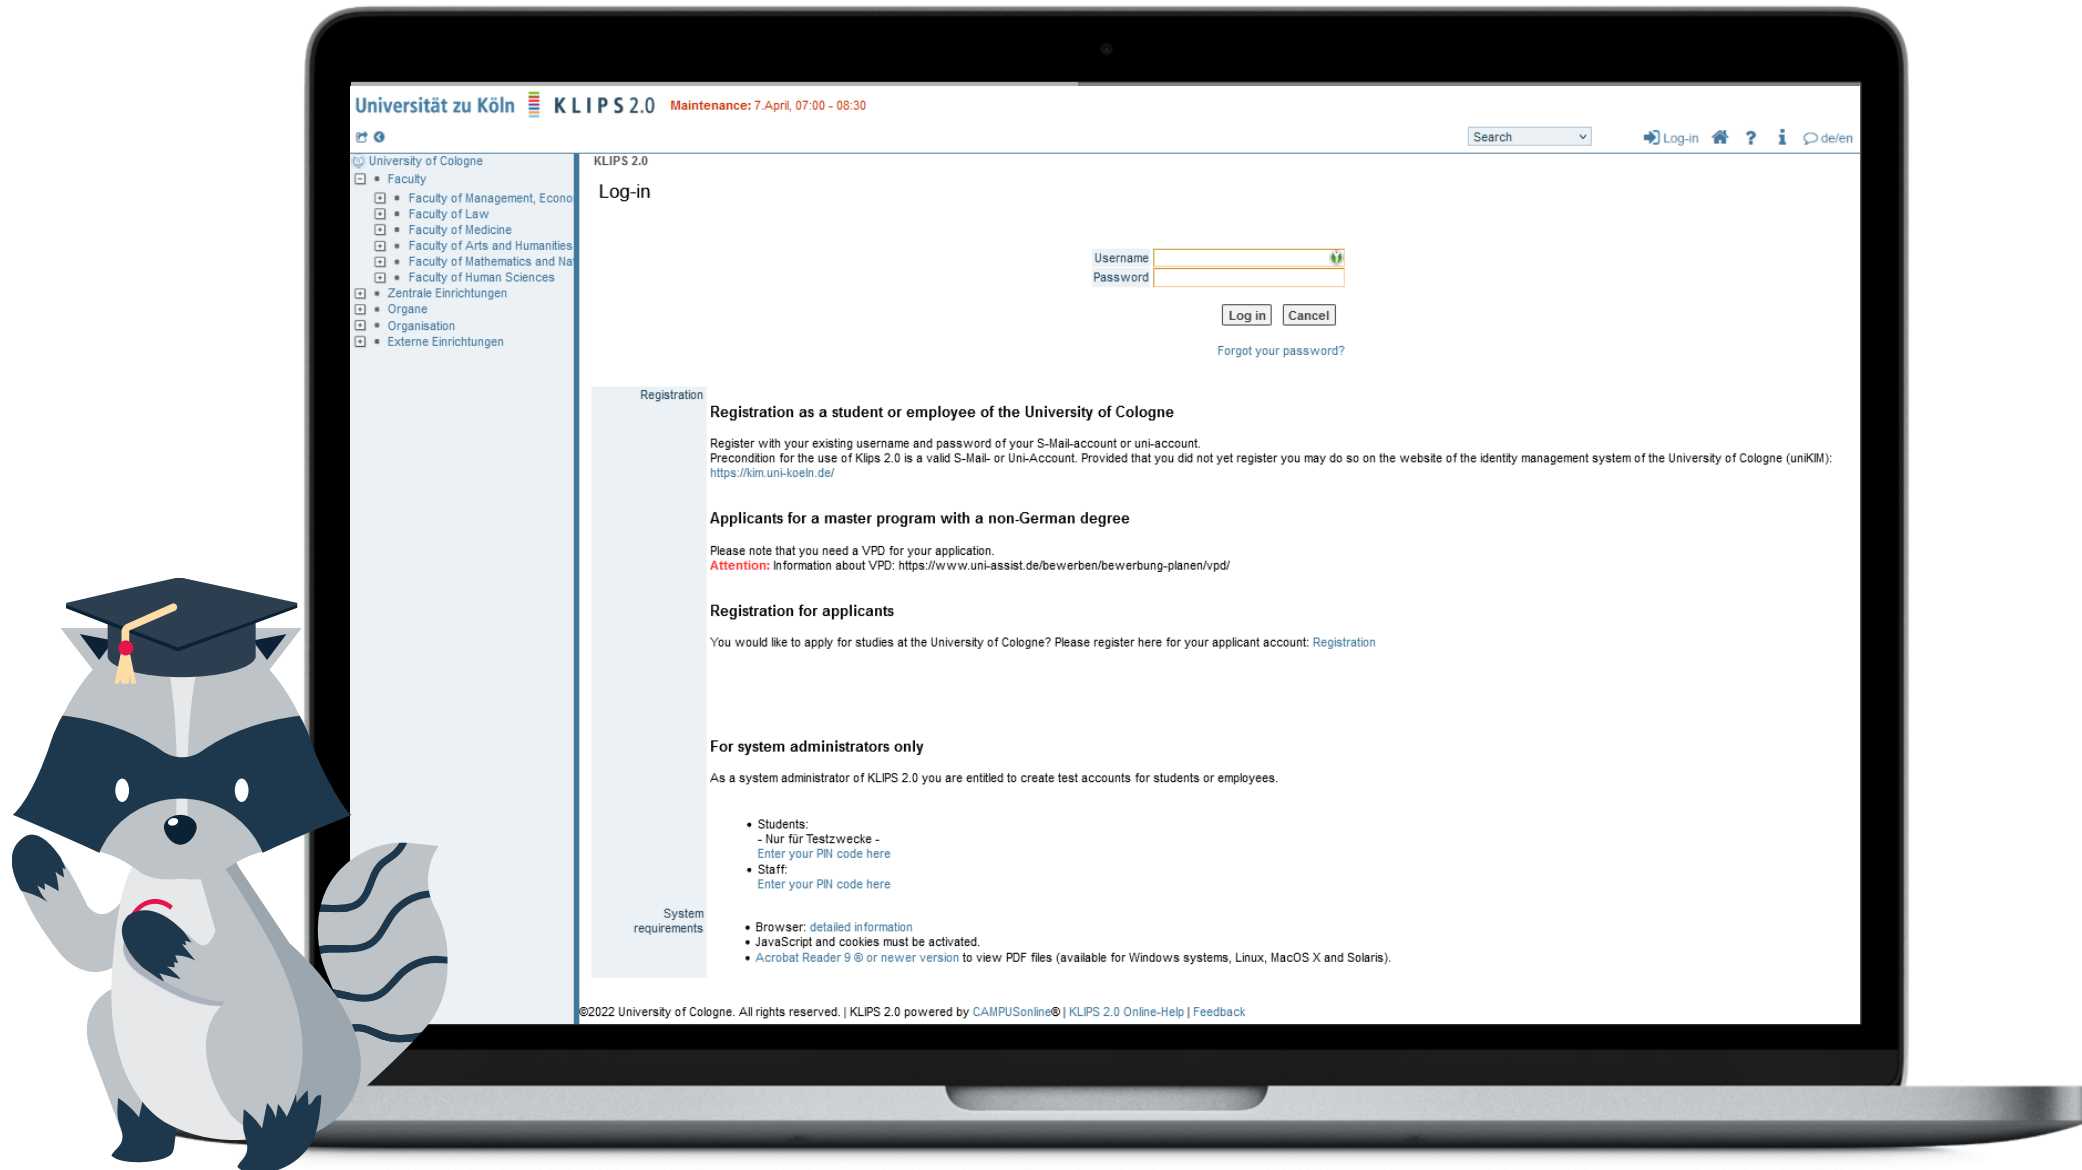 Universität zu Köln KLIPS 2.0 Maintenance: 7.April, 07:00 - 08:30
Search Log-in ? i de/en
University of Cologne
Faculty
Faculty of Management, Econo
Faculty of Law
Faculty of Medicine
Faculty of Arts and Humanities
Faculty of Mathematics and Na
Faculty of Human Sciences
Zentrale Einrichtungen
Organe
Organisation
Externe Einrichtungen
KLIPS 2.0
Log-in
Username
Password
Log in Cancel
Forgot your password?
Registration
Registration as a student or employee of the University of Cologne
Register with your existing username and password of your S-Mail-account or uni-account.
Precondition for the use of Klips 2.0 is a valid S-Mail- or Uni-Account. Provided that you did not yet register you may do so on the website of the identity management system of the University of Cologne (uniKIM):
https://kim.uni-koeln.de/
Applicants for a master program with a non-German degree
Please note that you need a VPD for your application.
Attention: Information about VPD: https://www.uni-assist.de/bewerben/bewerbung-planen/vpd/
Registration for applicants
You would like to apply for studies at the University of Cologne? Please register here for your applicant account: Registration
For system administrators only
As a system administrator of KLIPS 2.0 you are entitled to create test accounts for students or employees.
• Students:
- Nur für Testzwecke -
Enter your PIN code here
• Staff:
Enter your PIN code here
System
requirements
• Browser: detailed information
• JavaScript and cookies must be activated.
• Acrobat Reader 9 ® or newer version to view PDF files (available for Windows systems, Linux, MacOS X and Solaris).
©2022 University of Cologne. All rights reserved. | KLIPS 2.0 powered by CAMPUSonline® | KLIPS 2.0 Online-Help | Feedback